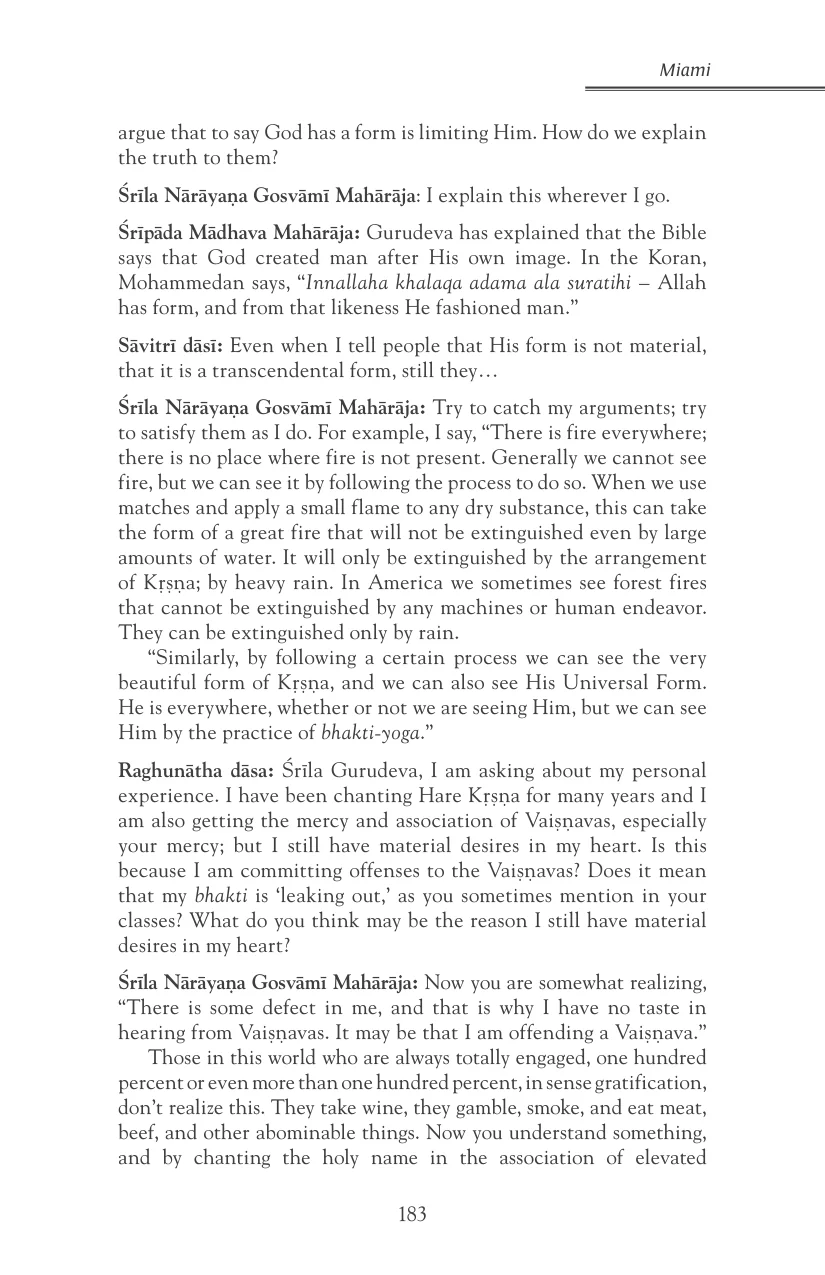 Miami
argue that to say God has a form is limiting Him. How do we explain
the truth to them?
Śrīla Nārāyaṇa Gosvāmī Mahārāja: I explain this wherever I go.
Śrīpāda Mādhava Mahārāja: Gurudeva has explained that the Bible
says that God created man after His own image. In the Koran,
Mohammedan says, “Innallaha khalaqa adama ala suratihi – Allah
has form, and from that likeness He fashioned man.”
Sāvitrī dāsī: Even when I tell people that His form is not material,
that it is a transcendental form, still they…
Śrīla Nārāyaṇa Gosvāmī Mahārāja: Try to catch my arguments; try
to satisfy them as I do. For example, I say, “There is fire everywhere;
there is no place where fire is not present. Generally we cannot see
fire, but we can see it by following the process to do so. When we use
matches and apply a small flame to any dry substance, this can take
the form of a great fire that will not be extinguished even by large
amounts of water. It will only be extinguished by the arrangement
of Kṛṣṇa; by heavy rain. In America we sometimes see forest fires
that cannot be extinguished by any machines or human endeavor.
They can be extinguished only by rain.
“Similarly, by following a certain process we can see the very
beautiful form of Kṛṣṇa, and we can also see His Universal Form.
He is everywhere, whether or not we are seeing Him, but we can see
Him by the practice of bhakti-yoga.”
Raghunātha dāsa: Śrīla Gurudeva, I am asking about my personal
experience. I have been chanting Hare Kṛṣṇa for many years and I
am also getting the mercy and association of Vaiṣṇavas, especially
your mercy; but I still have material desires in my heart. Is this
because I am committing offenses to the Vaiṣṇavas? Does it mean
that my bhakti is ‘leaking out,’ as you sometimes mention in your
classes? What do you think may be the reason I still have material
desires in my heart?
Śrīla Nārāyaṇa Gosvāmī Mahārāja: Now you are somewhat realizing,
“There is some defect in me, and that is why I have no taste in
hearing from Vaiṣṇavas. It may be that I am offending a Vaiṣṇava.”
Those in this world who are always totally engaged, one hundred
percent or even more than one hundred percent, in sense gratification,
don’t realize this. They take wine, they gamble, smoke, and eat meat,
beef, and other abominable things. Now you understand something,
and by chanting the holy name in the association of elevated
183